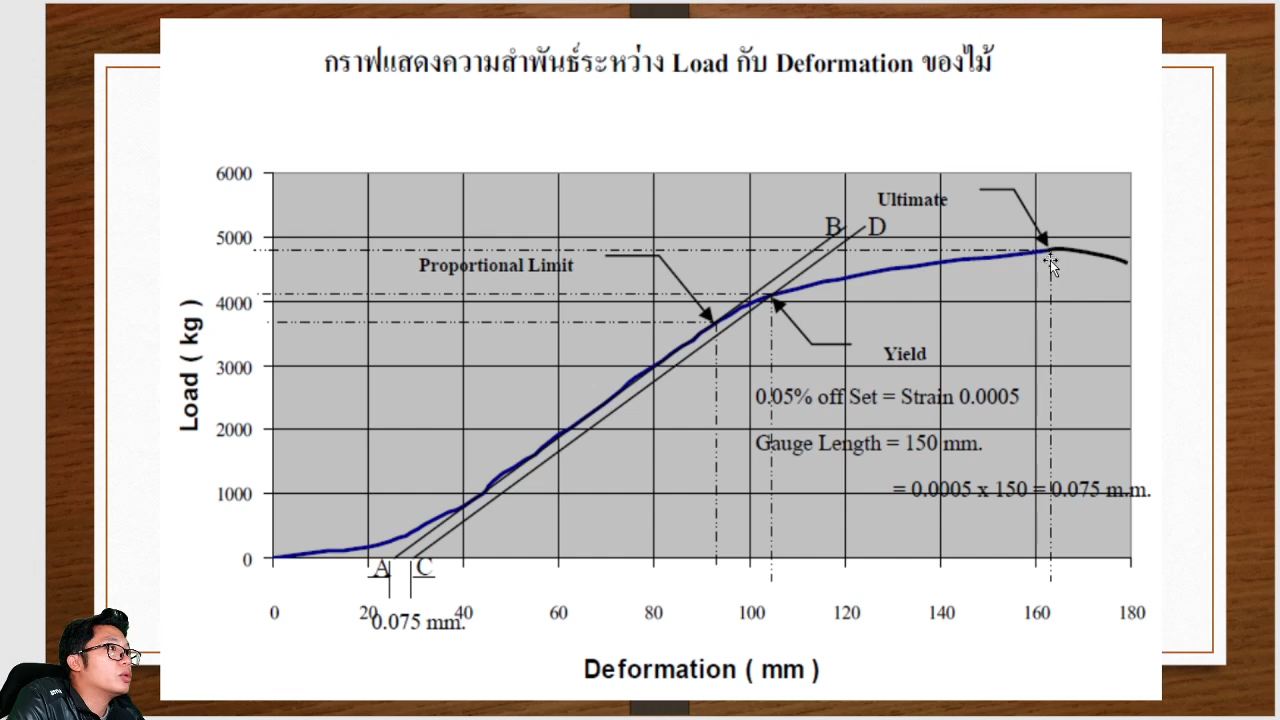 กราฟแสดงความสำพันธ์ระหว่าง Load กับ Deformation ของไม้
6000
Ultimate
5000
B
D
Proportional Limit
4000
Load ( kg )
Yield
3000
0.05% off Set = Strain 0.0005
2000
Gauge Length = 150 mm.
1000
= 0.0005 x 150 = 0.075 m.m.
0
A
C
0 20 40 60 80 100 120 140 160 180
0.075 mm.
Deformation ( mm )